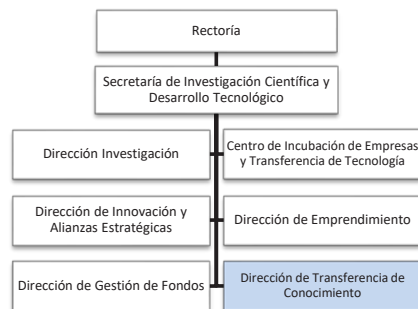 Rectoría
Secretaría de Investigación Científica y
Desarrollo Tecnológico
Dirección Investigación
Centro de Incubación de Empresas
y Transferencia de Tecnología
Dirección de Innovación y
Alianzas Estratégicas
Dirección de Emprendimiento
Dirección de Gestión de Fondos
Dirección de Transferencia de
Conocimiento